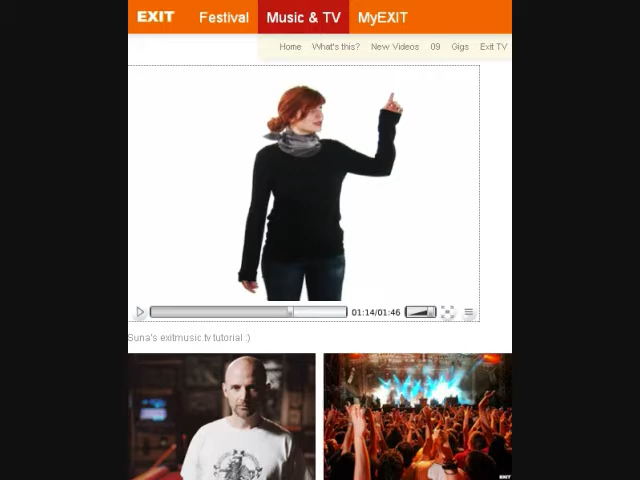 EXIT Festival Music & TV MyEXIT
Home What's this? New Videos 09 Gigs Exit TV
01:14/01:46
Suna's exitmusic.tv tutorial :)
EXIT